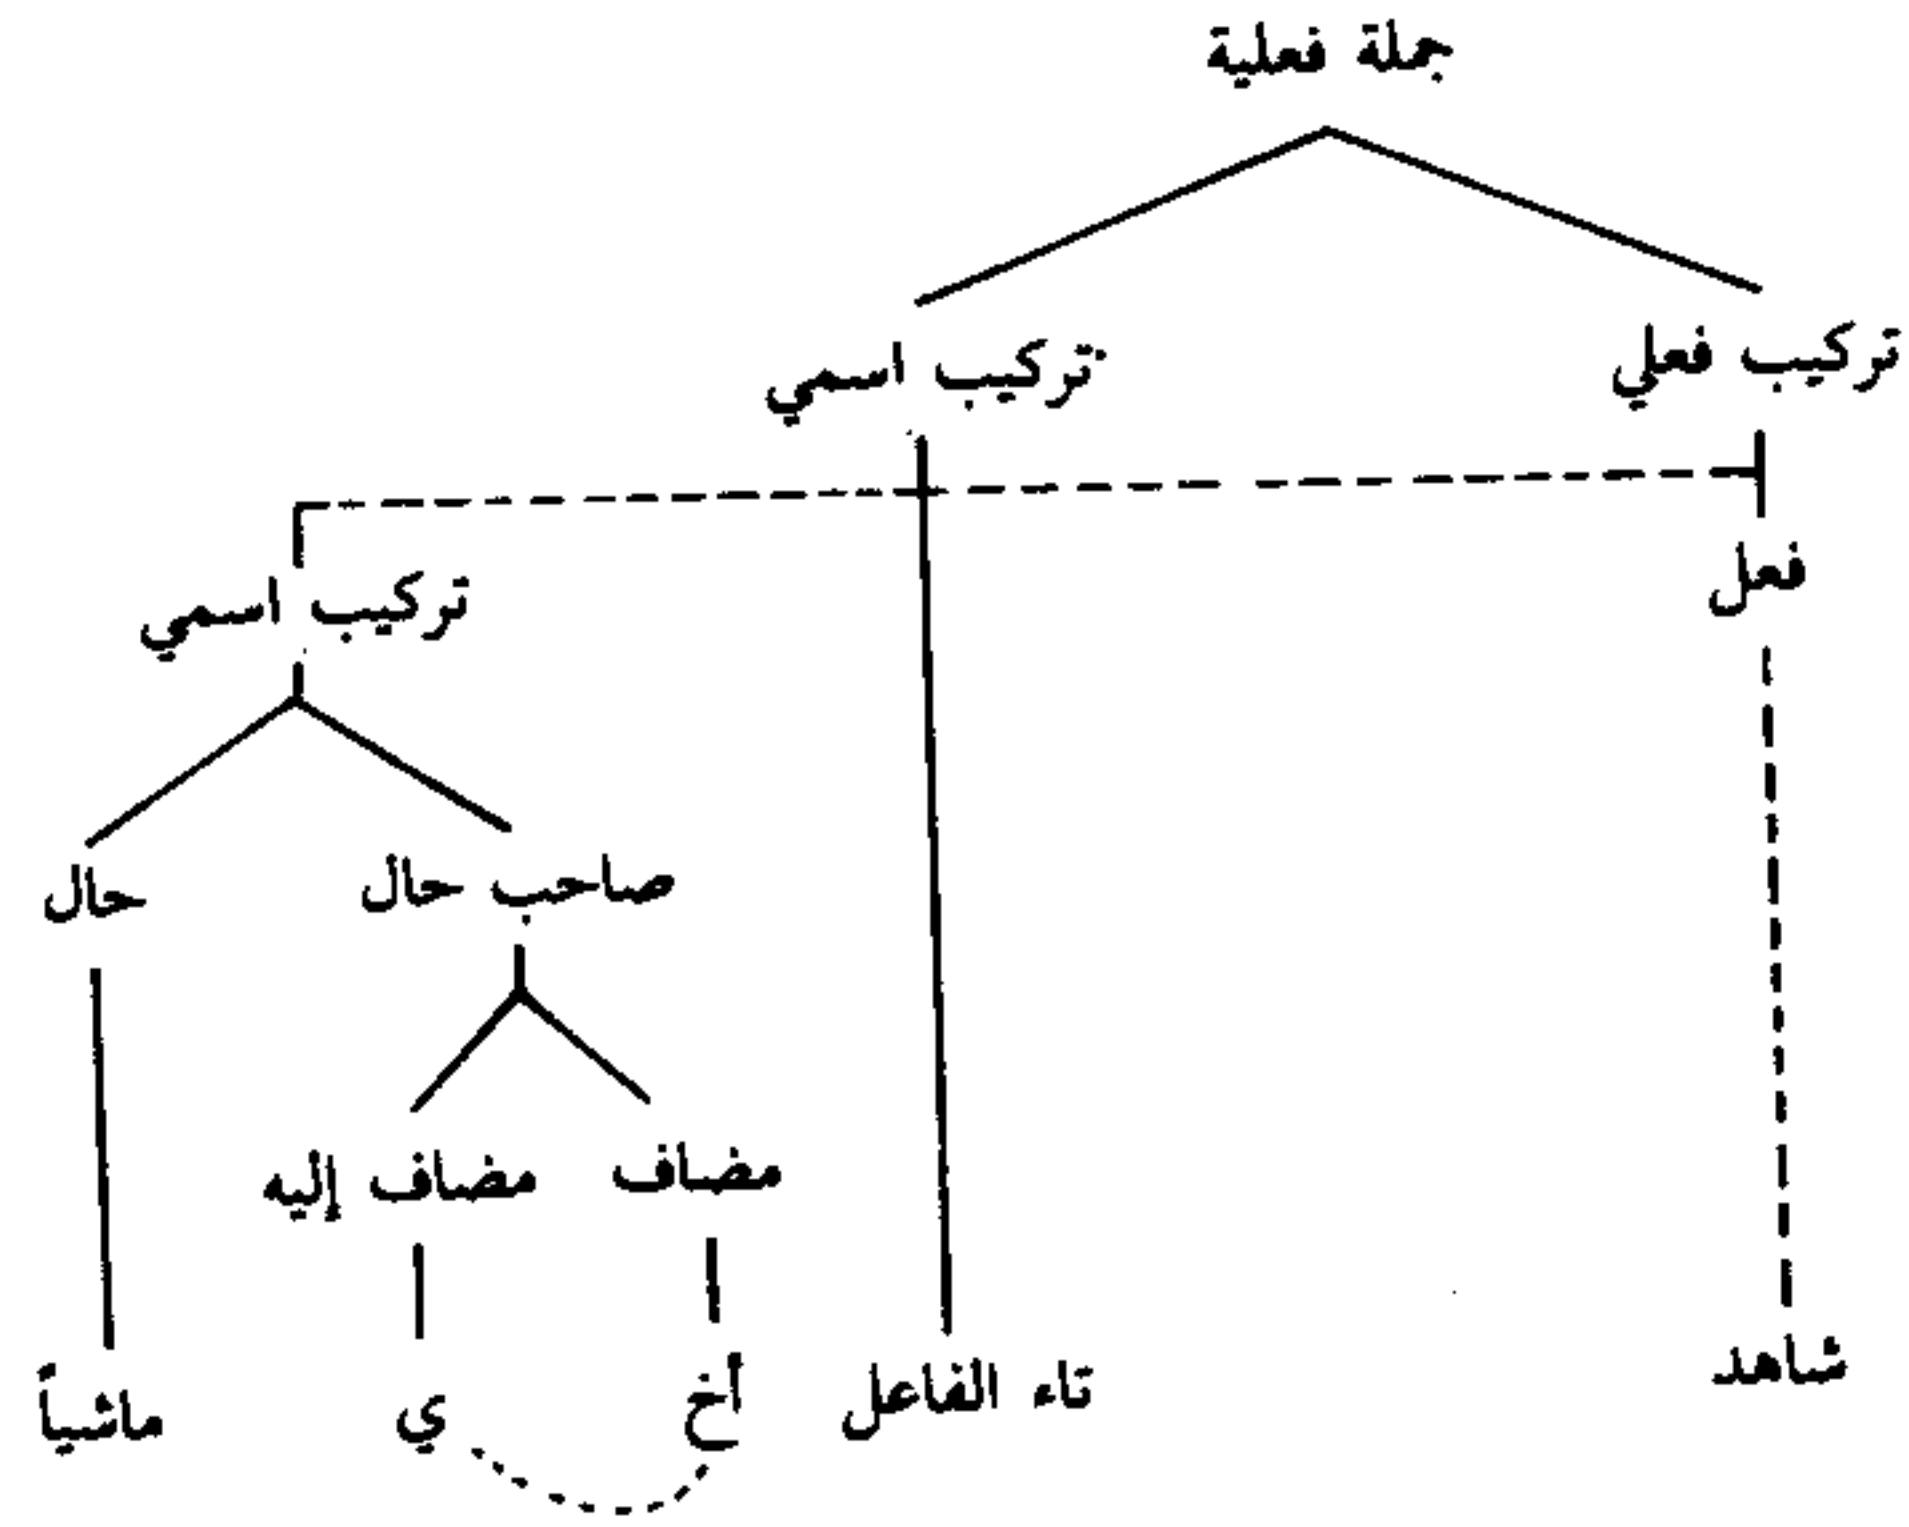 جملة فعلية
تركيب فعلي تركيب اسمي
فعل تركيب اسمي
صاحب حال حال
مضاف مضاف إليه
شاهد تاء الفاعل أخ ي ماشياً